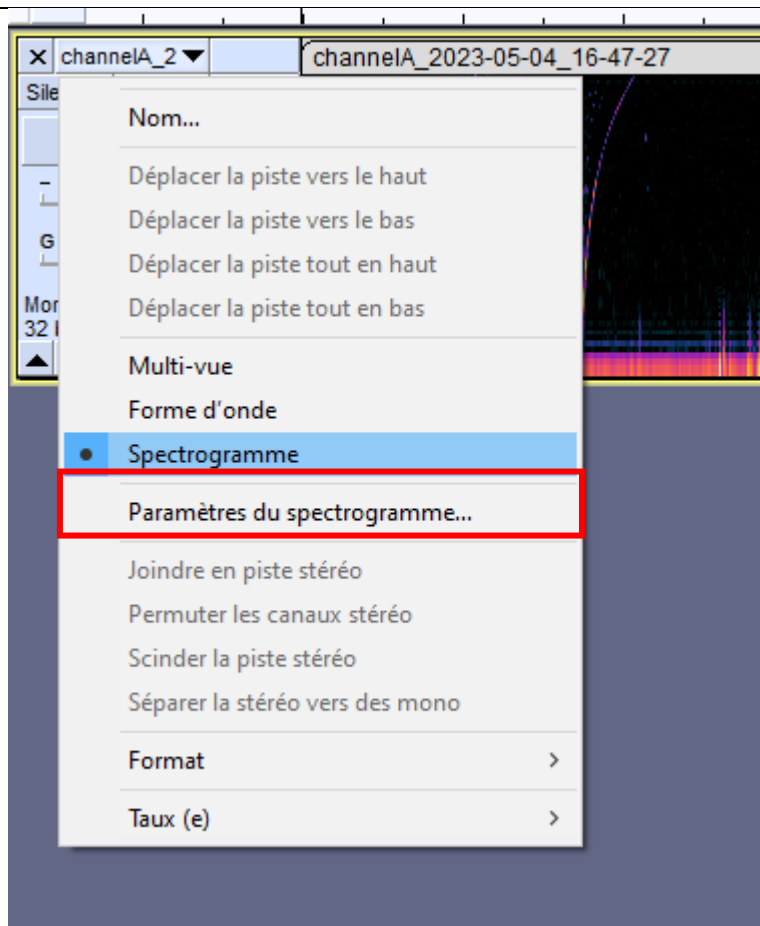 × channelA_2 channelA_2023-05-04_16-47-27
Nom...
Déplacer la piste vers le haut
Déplacer la piste vers le bas
G
Déplacer la piste tout en haut
Déplacer la piste tout en bas
32
Multi-vue
Forme d'onde
Spectrogramme
Paramètres du spectrogramme...
Joindre en piste stéréo
Permuter les canaux stéréo
Scinder la piste stéréo
Séparer la stéréo vers des mono
Format
Taux (e)